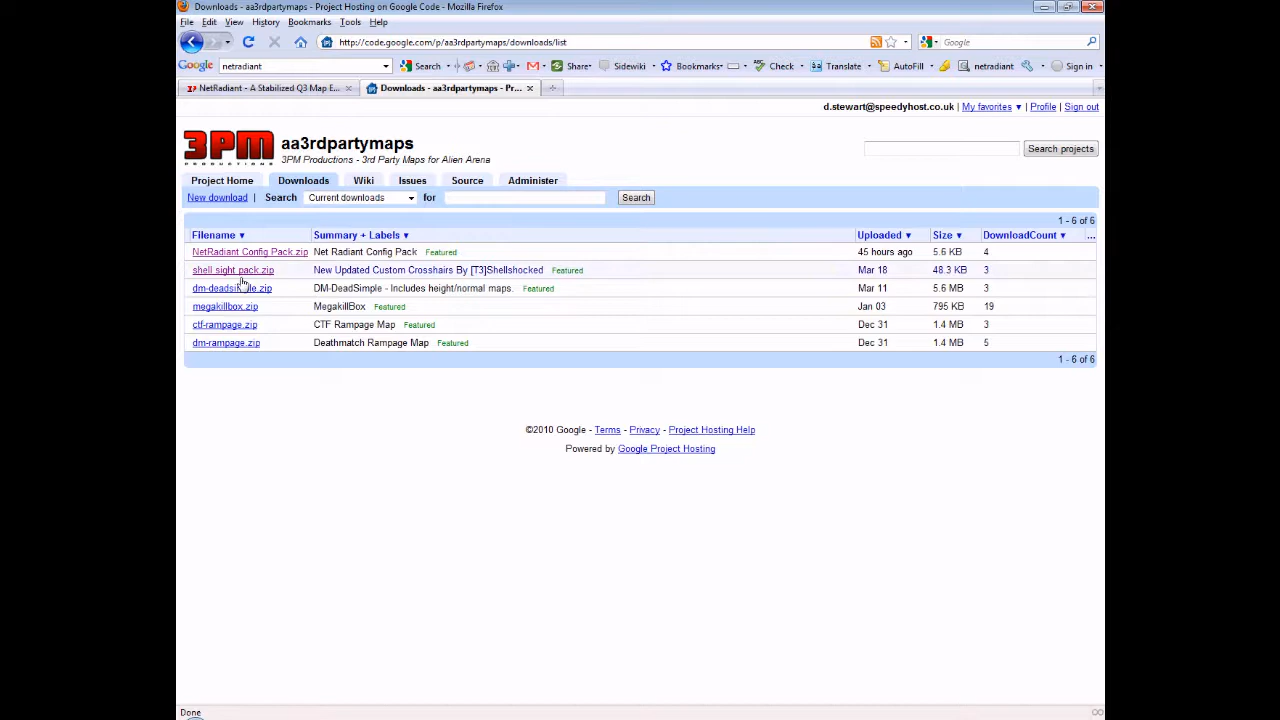 Downloads - aa3rdpartymaps - Project Hosting on Google Code - Mozilla Firefox
File Edit View History Bookmarks Tools Help
http://code.google.com/p/aa3rdpartymaps/downloads/list Google
Google netradiant Search Share Sidewiki Bookmarks Check Translate AutoFill netradiant Sign in
NetRadiant - A Stabilized Q3 Map E... Downloads - aa3rdpartymaps - Pr...
d.stewart@speedyhost.co.uk | My favorites ▼ | Profile | Sign out
3PM PRODUCTIONS aa3rdpartymaps
3PM Productions - 3rd Party Maps for Alien Arena
Search projects
Project Home Downloads Wiki Issues Source Administer
New download | Search Current downloads for Search
1 - 6 of 6
Filename ▼ Summary + Labels ▼ Uploaded ▼ Size ▼ DownloadCount ▼ ...
NetRadiant Config Pack.zip Net Radiant Config Pack Featured 45 hours ago 5.6 KB 4
shell sight pack.zip New Updated Custom Crosshairs By [T3]Shellshocked Featured Mar 18 48.3 KB 3
dm-deadsimple.zip DM-DeadSimple - Includes height/normal maps. Featured Mar 11 5.6 MB 3
megakillbox.zip MegakillBox Featured Jan 03 795 KB 19
ctf-rampage.zip CTF Rampage Map Featured Dec 31 1.4 MB 3
dm-rampage.zip Deathmatch Rampage Map Featured Dec 31 1.4 MB 5
1 - 6 of 6
©2010 Google - Terms - Privacy - Project Hosting Help
Powered by Google Project Hosting
Done